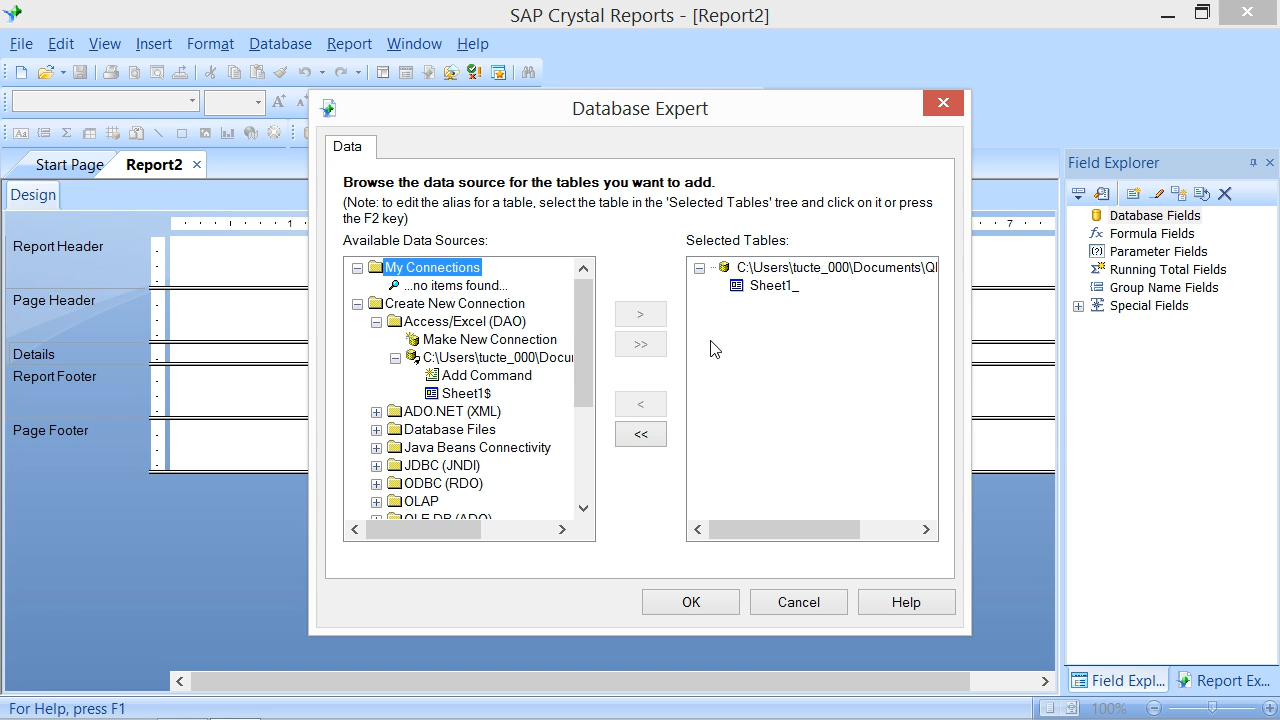 SAP Crystal Reports - [Report2]
File Edit View Insert Format Database Report Window Help
Start Page Report2
Design
1
7
Report Header
Page Header
Details
Report Footer
Page Footer
Database Expert
Data
Browse the data source for the tables you want to add.
(Note: to edit the alias for a table, select the table in the 'Selected Tables' tree and click on it or press
the F2 key)
Available Data Sources:
My Connections
...no items found...
Create New Connection
Access/Excel (DAO)
Make New Connection
C:\Users\tucte_000\Docu
Add Command
Sheet1$
ADO.NET (XML)
Database Files
Java Beans Connectivity
JDBC (JNDI)
ODBC (RDO)
OLAP
OLE DB (ADO)
>
>>
<
<<
Selected Tables:
C:\Users\tucte_000\Documents\Q
Sheet1_
OK Cancel Help
Field Explorer
Database Fields
Formula Fields
Parameter Fields
Running Total Fields
Group Name Fields
Special Fields
Field Expl... Report Ex...
For Help, press F1
100%